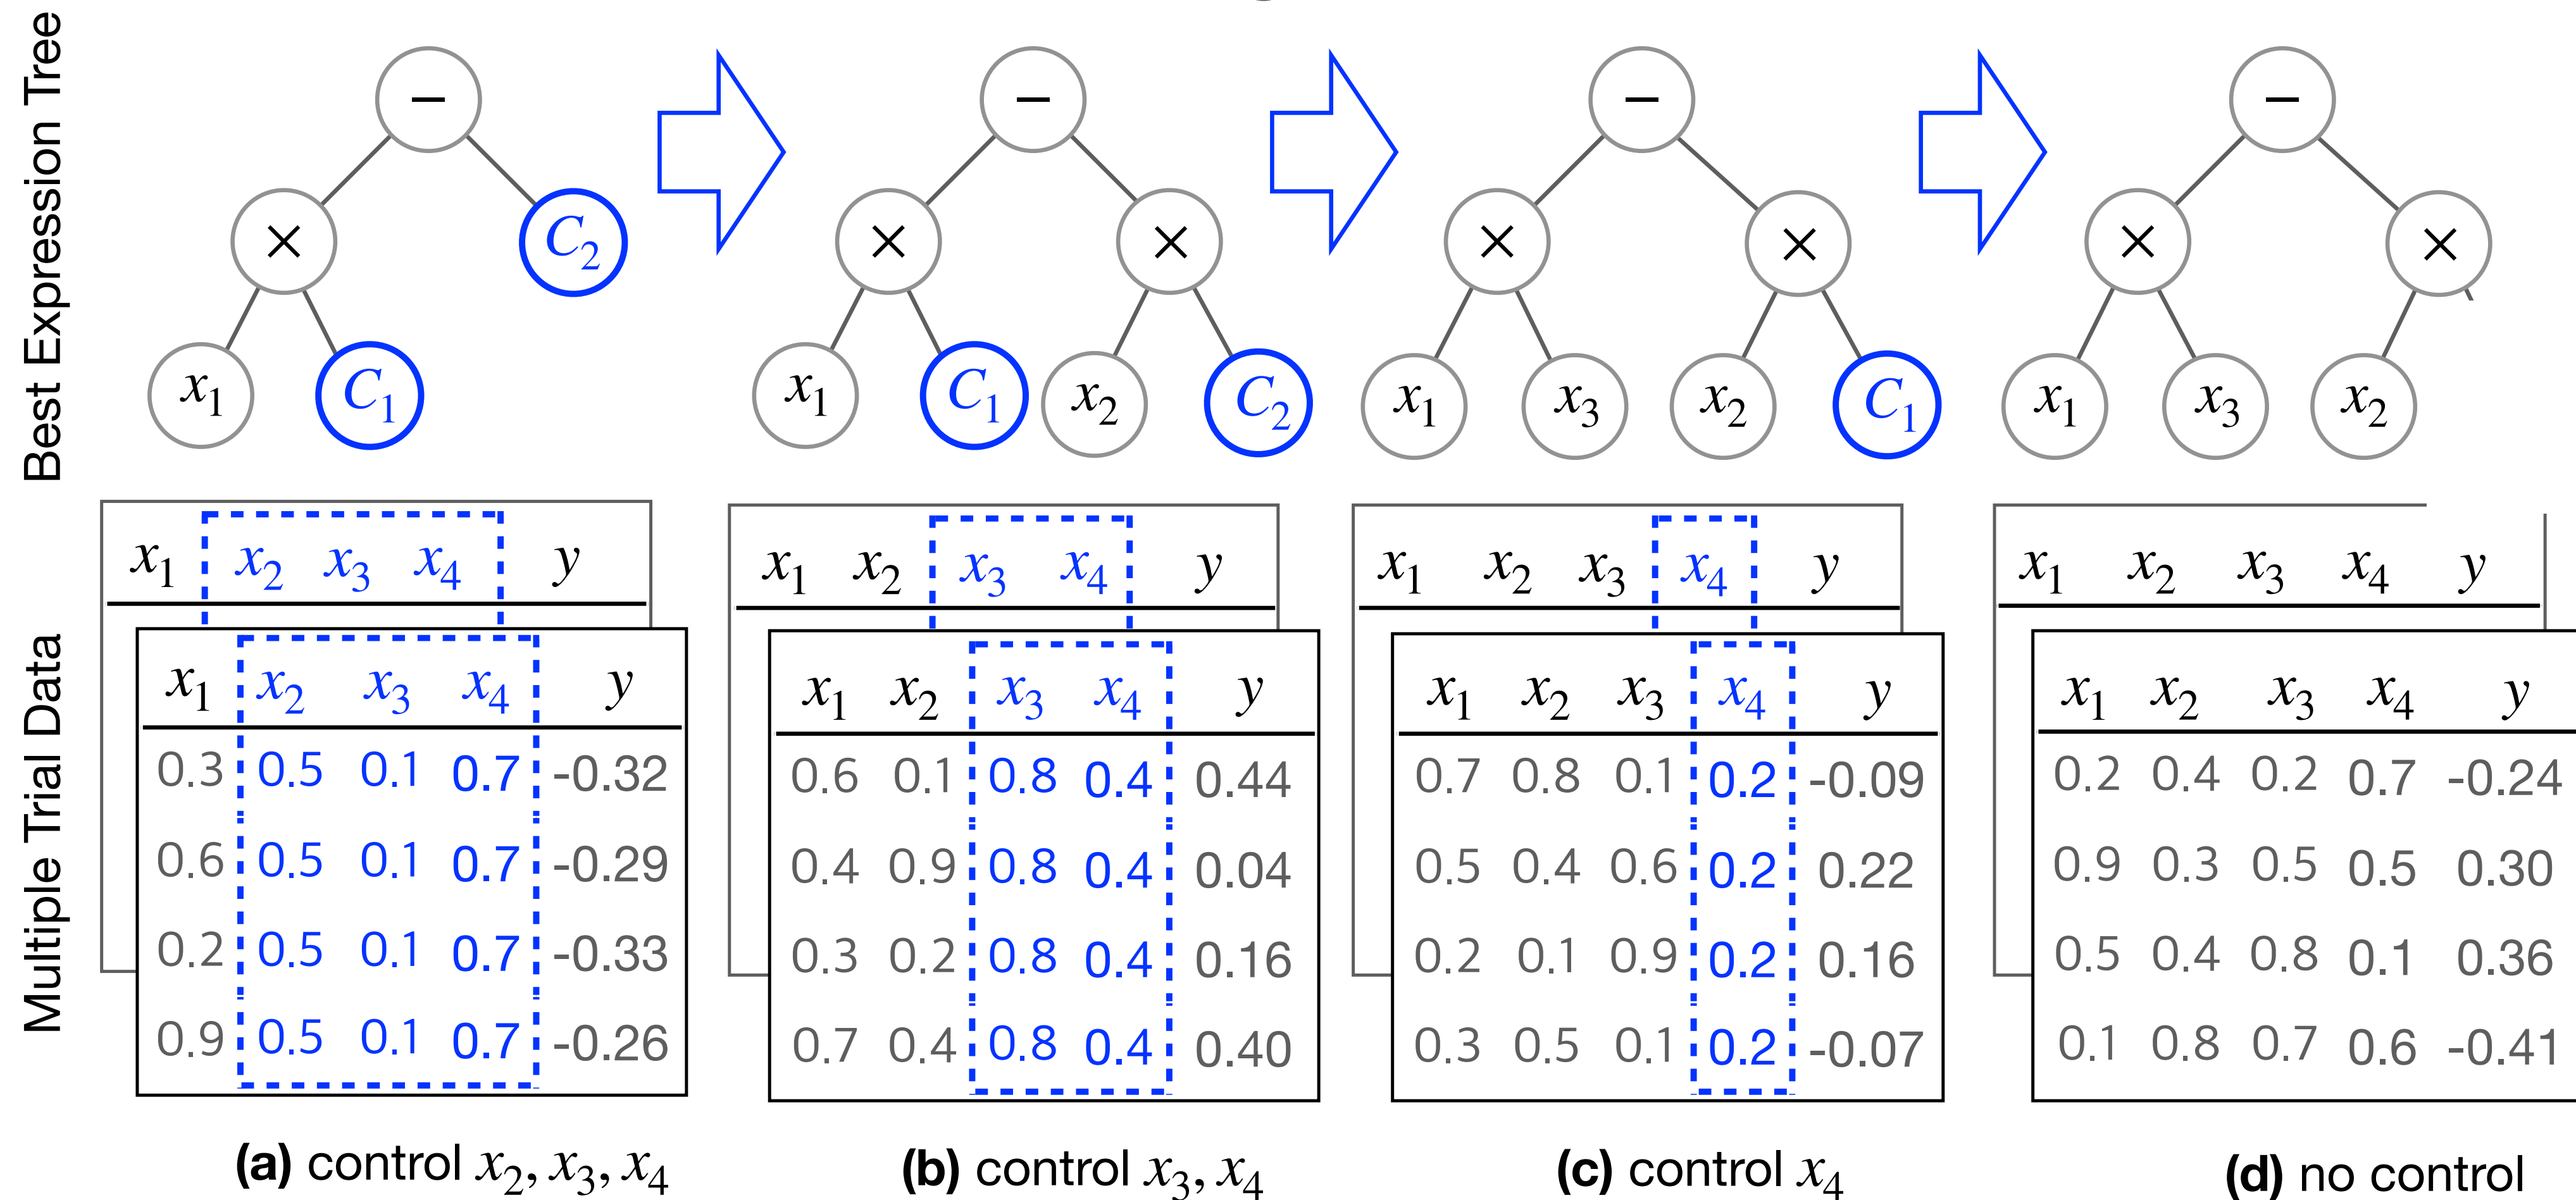 Best Expression Tree
− − − −
× C₂ × × × × × ×
x₁ C₁ x₁ C₁ x₂ C₂ x₁ x₃ x₂ C₁ x₁ x₃ x₂
Multiple Trial Data
x₁ x₂ x₃ x₄ y
x₁ x₂ x₃ x₄ y
0.3 0.5 0.1 0.7 -0.32
0.6 0.5 0.1 0.7 -0.29
0.2 0.5 0.1 0.7 -0.33
0.9 0.5 0.1 0.7 -0.26
(a) control x₂, x₃, x₄
x₁ x₂ x₃ x₄ y
x₁ x₂ x₃ x₄ y
0.6 0.1 0.8 0.4 0.44
0.4 0.9 0.8 0.4 0.04
0.3 0.2 0.8 0.4 0.16
0.7 0.4 0.8 0.4 0.40
(b) control x₃, x₄
x₁ x₂ x₃ x₄ y
x₁ x₂ x₃ x₄ y
0.7 0.8 0.1 0.2 -0.09
0.5 0.4 0.6 0.2 0.22
0.2 0.1 0.9 0.2 0.16
0.3 0.5 0.1 0.2 -0.07
(c) control x₄
x₁ x₂ x₃ x₄ y
x₁ x₂ x₃ x₄ y
0.2 0.4 0.2 0.7 -0.24
0.9 0.3 0.5 0.5 0.30
0.5 0.4 0.8 0.1 0.36
0.1 0.8 0.7 0.6 -0.41
(d) no control